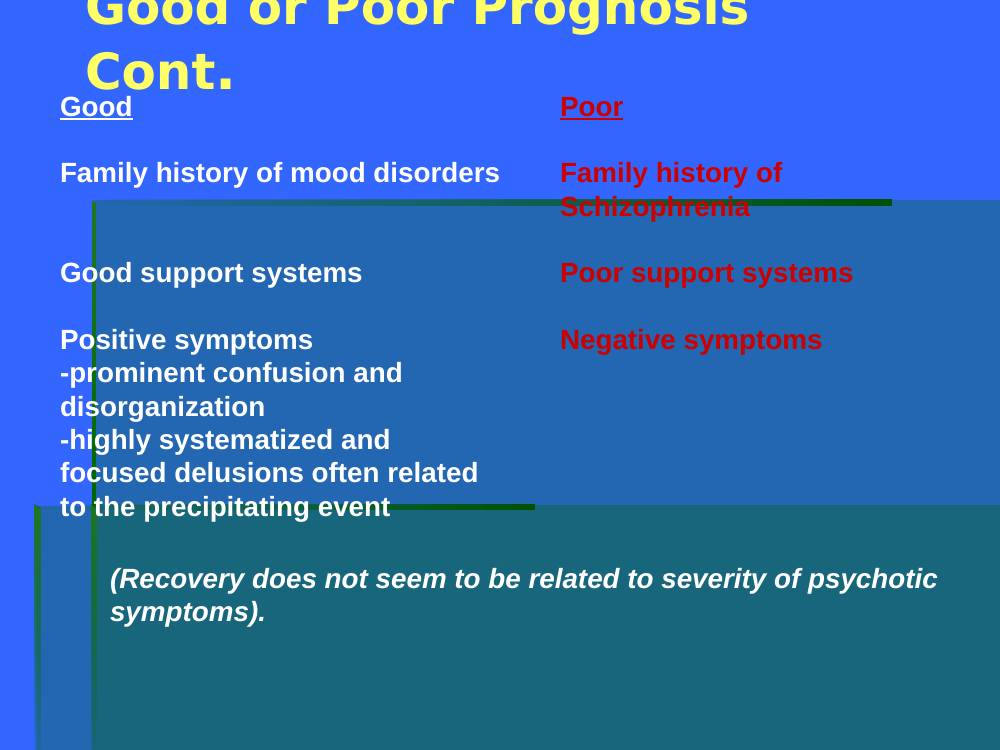 Good or Poor Prognosis
Cont.
Good
Poor
Family history of mood disorders
Family history of
Schizophrenia
Good support systems
Poor support systems
Positive symptoms
Negative symptoms
-prominent confusion and
disorganization
-highly systematized and
focused delusions often related
to the precipitating event
(Recovery does not seem to be related to severity of psychotic
symptoms).